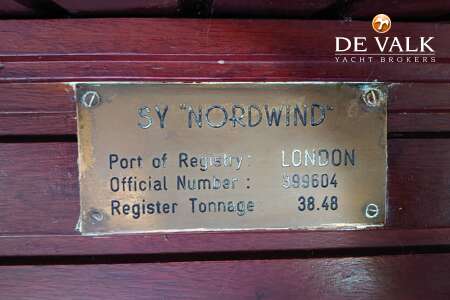 DE VALK
YACHT BROKERS
SY "NORDWIND"
Port of Registry: LONDON
Official Number: 399604
Register Tonnage 38.48